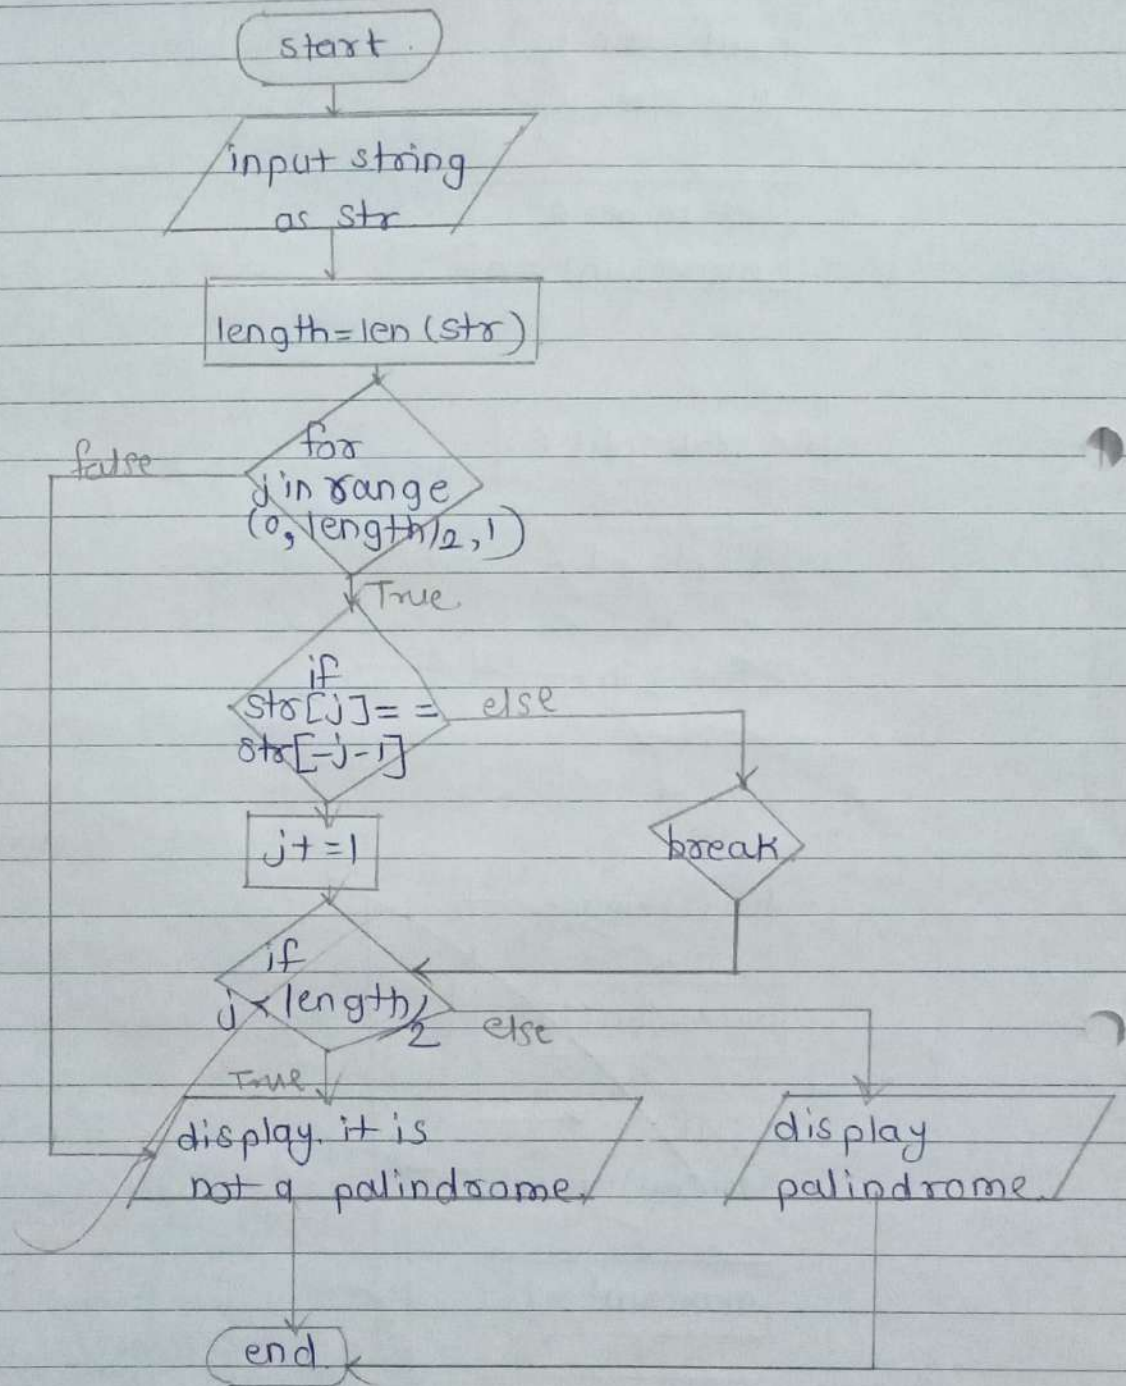 start
input string
as str
length=len(str)
for
j in range
(0, length/2, 1)
false
True
if
str[j]==
str[-j-1]
else
j+=1
break
if
j<length/2
else
True
display. it is
not a palindrome.
display
palindrome.
end